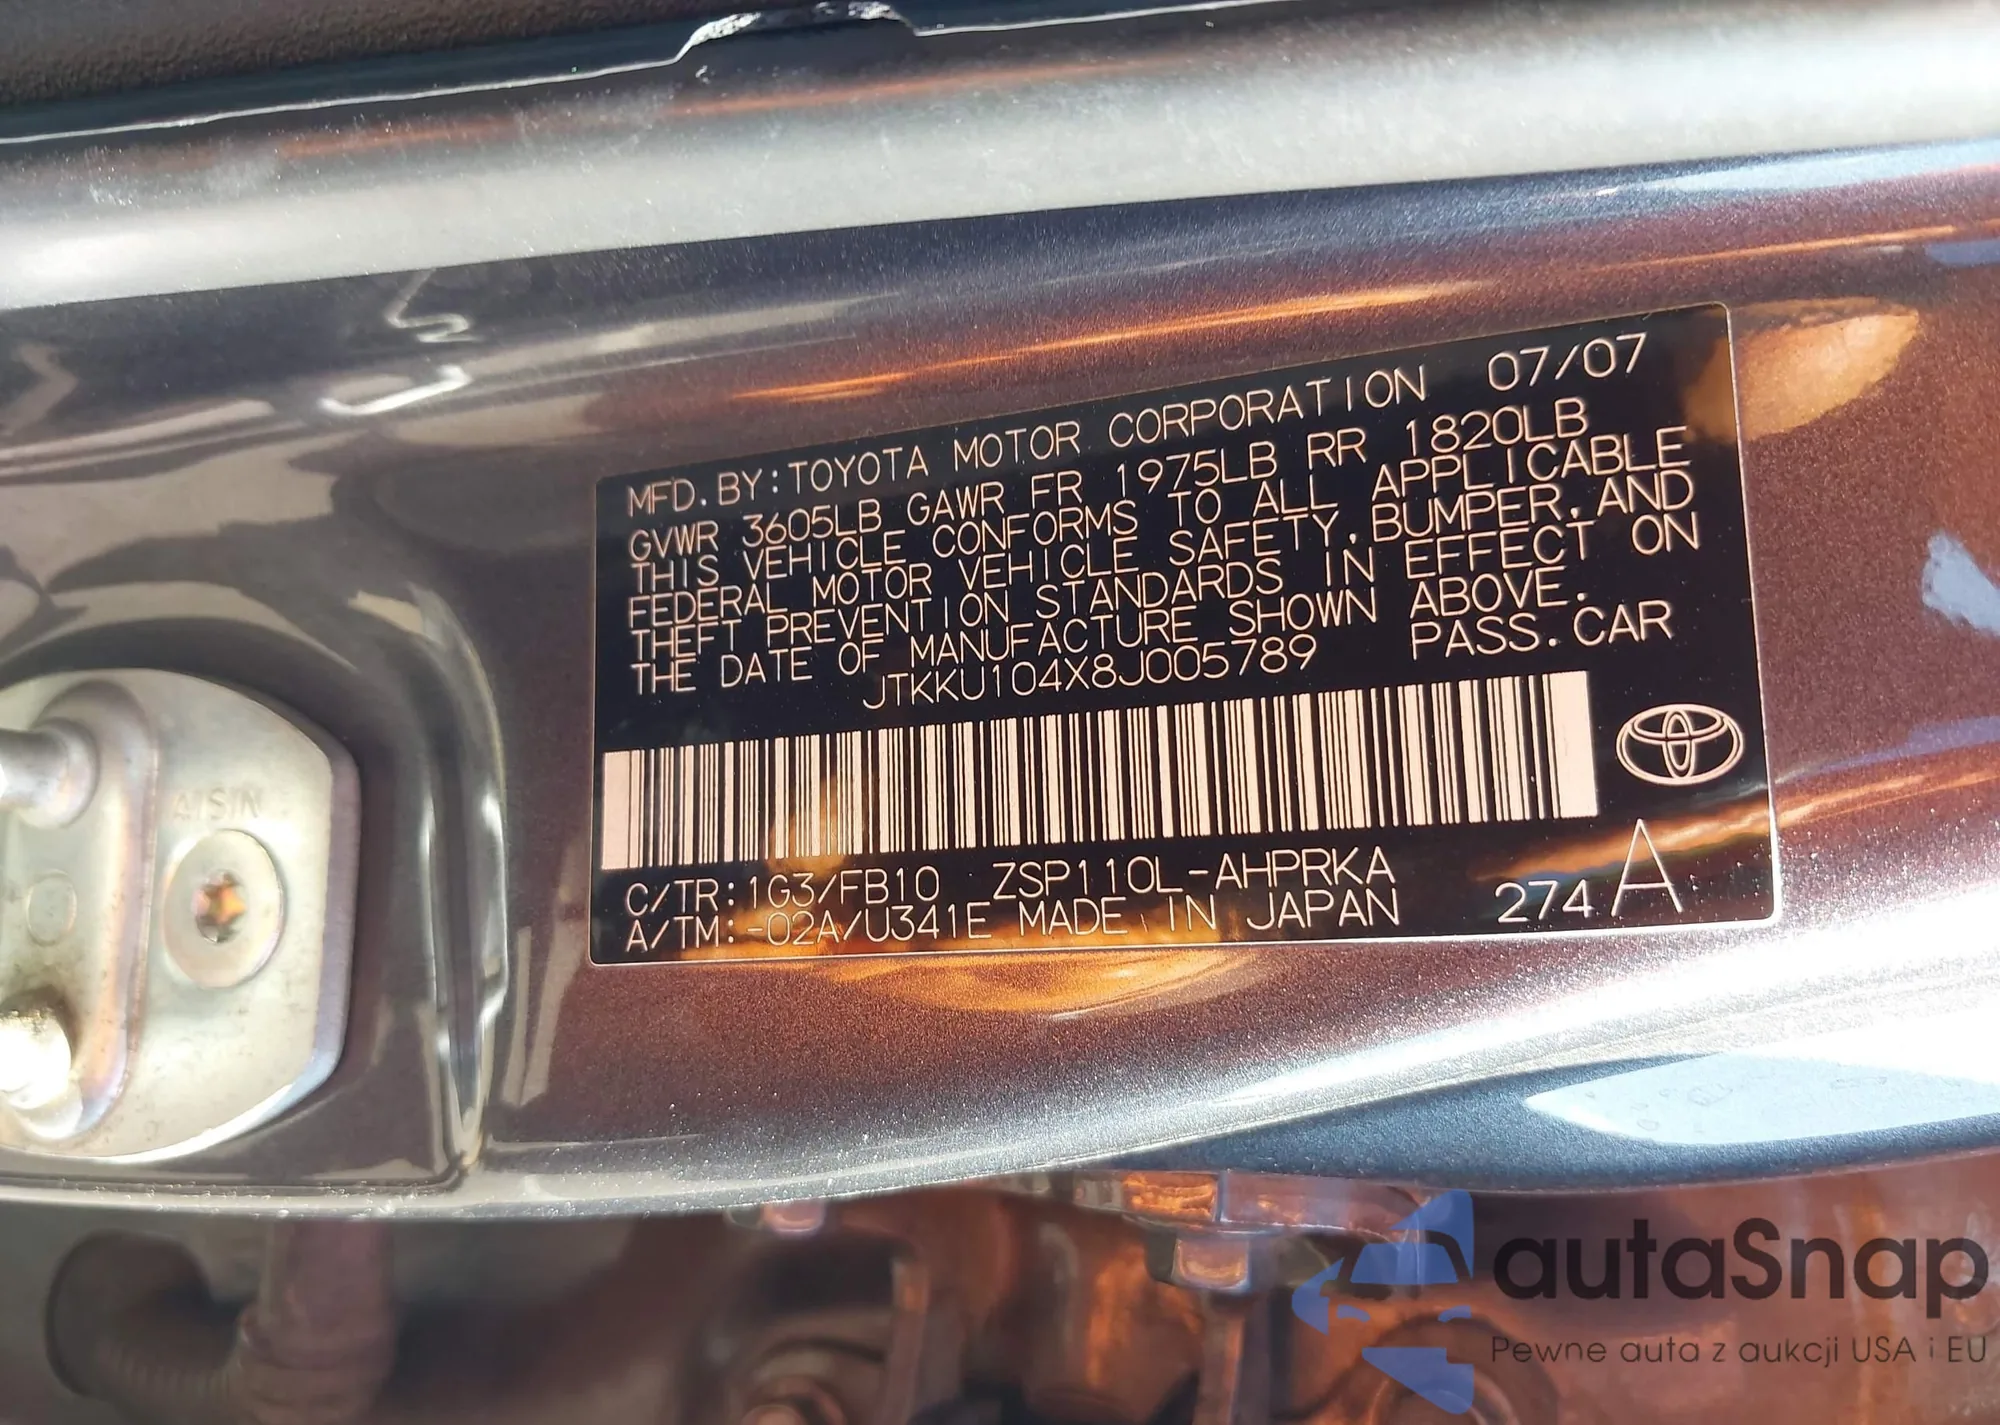 MFD.BY:TOYOTA MOTOR CORPORATION 07/07
GVWR 3605LB GAWR FR 1975LB RR 1820LB
THIS VEHICLE CONFORMS TO ALL APPLICABLE
FEDERAL MOTOR VEHICLE SAFETY,BUMPER,AND
THEFT PREVENTION STANDARDS IN EFFECT ON
THE DATE OF MANUFACTURE SHOWN ABOVE.
JTKKU104X8J005789 PASS.CAR
C/TR:1G3/FB10 ZSP110L-AHPRKA
A/TM:-02A/U341E MADE IN JAPAN 274 A
AISIN
autaSnap
Pewne auta z aukcji USA i EU